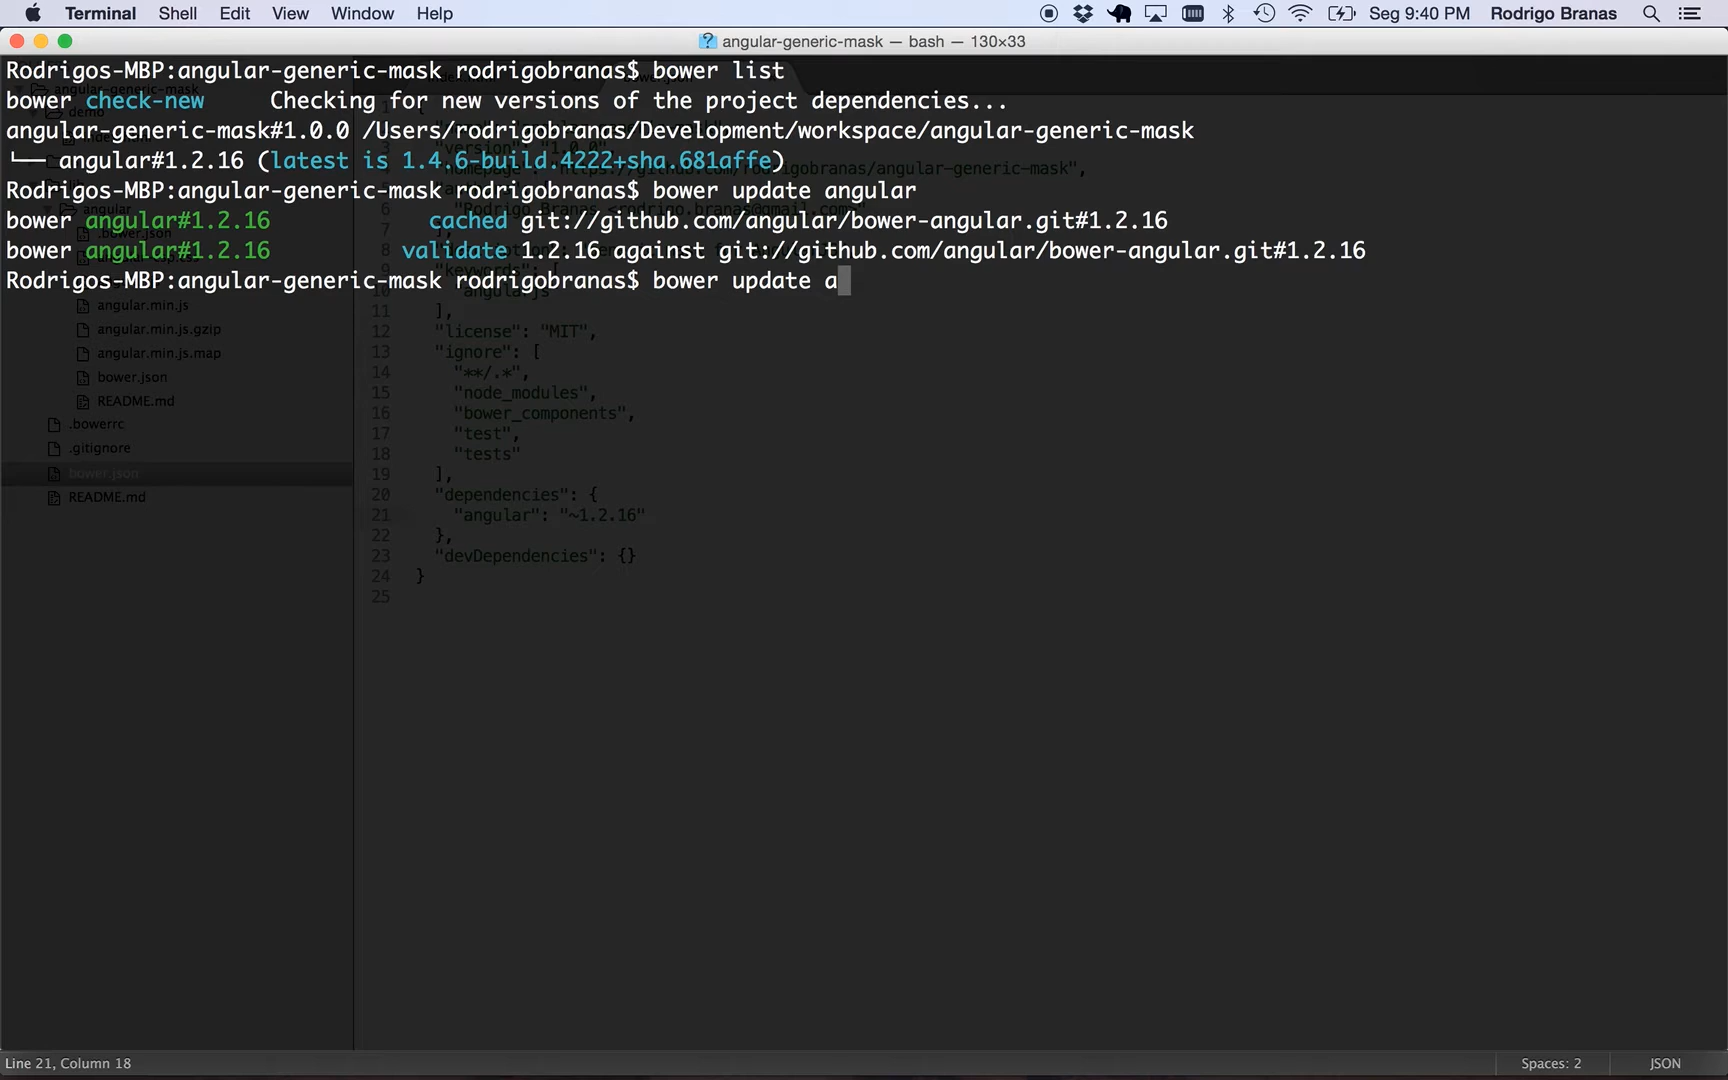 Terminal Shell Edit View Window Help Seg 9:40 PM Rodrigo Branas
angular-generic-mask — bash — 130×33
Rodrigos-MBP:angular-generic-mask rodrigobranas$ bower list
bower check-new Checking for new versions of the project dependencies...
angular-generic-mask#1.0.0 /Users/rodrigobranas/Development/workspace/angular-generic-mask
└── angular#1.2.16 (latest is 1.4.6-build.4222+sha.681affe)
Rodrigos-MBP:angular-generic-mask rodrigobranas$ bower update angular
bower angular#1.2.16 cached git://github.com/angular/bower-angular.git#1.2.16
bower angular#1.2.16 validate 1.2.16 against git://github.com/angular/bower-angular.git#1.2.16
Rodrigos-MBP:angular-generic-mask rodrigobranas$ bower update a
angular.min.js
angular.min.js.gzip
angular.min.js.map
bower.json
README.md
.bowerrc
.gitignore
bower.json
README.md
11 ],
12 "license": "MIT",
13 "ignore": [
14 "**/.*",
15 "node_modules",
16 "bower_components",
17 "test",
18 "tests"
19 ],
20 "dependencies": {
21 "angular": "~1.2.16"
22 },
23 "devDependencies": {}
24 }
25
Line 21, Column 18 Spaces: 2 JSON